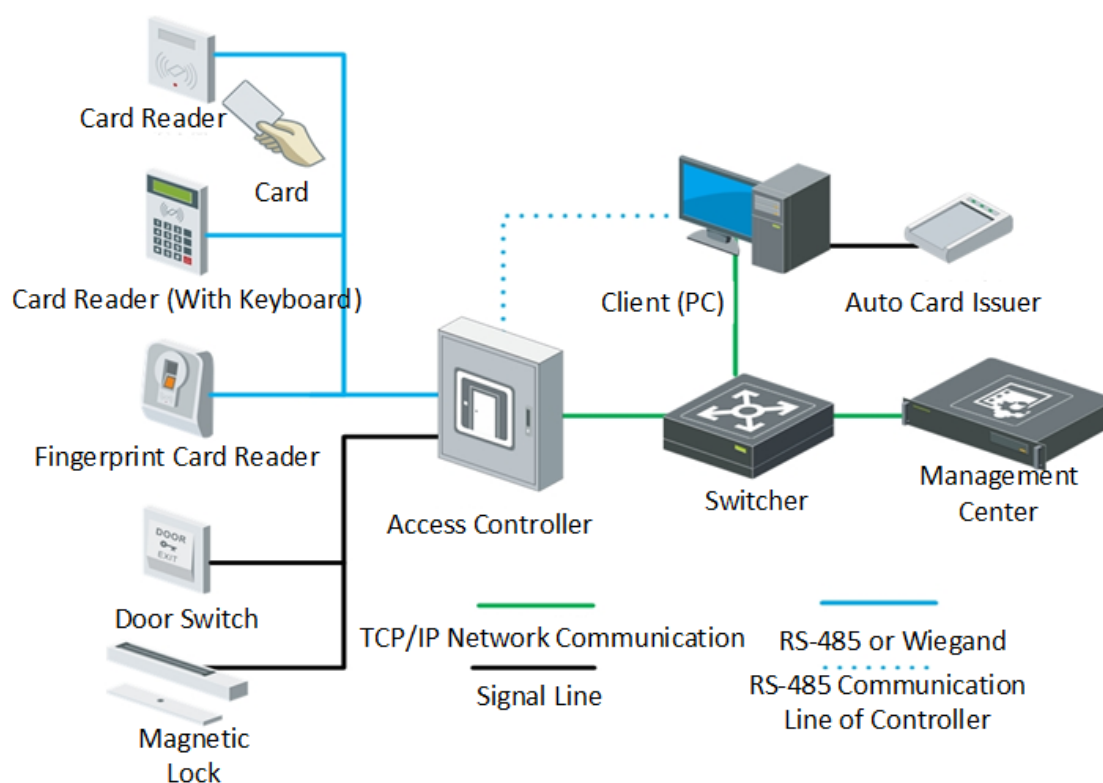 Card Reader
Card
Card Reader (With Keyboard)
Fingerprint Card Reader
DOOR
EXIT
Door Switch
Magnetic
Lock
Access Controller
Client (PC)
Auto Card Issuer
Switcher
Management
Center
TCP/IP Network Communication
Signal Line
RS-485 or Wiegand
RS-485 Communication
Line of Controller